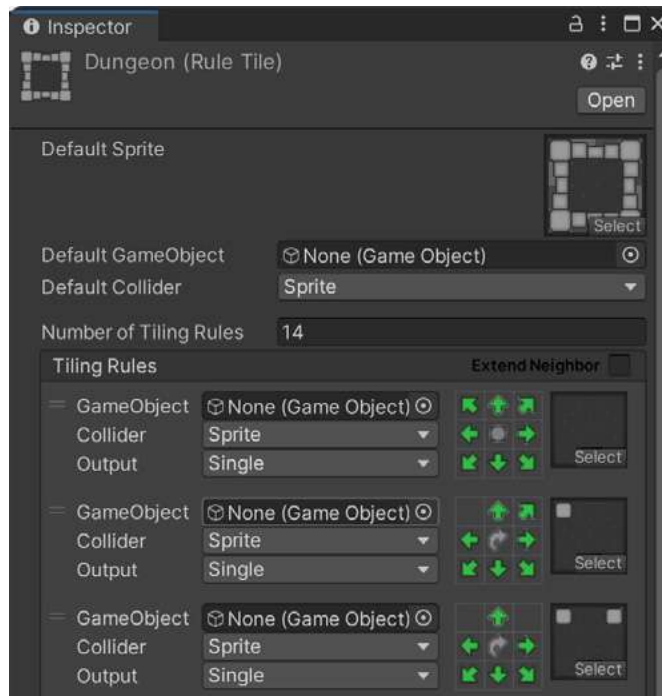 Inspector
Dungeon (Rule Tile)
Open
Default Sprite
Select
Default GameObject None (Game Object)
Default Collider Sprite
Number of Tiling Rules 14
Tiling Rules Extend Neighbor
GameObject None (Game Object)
Collider Sprite
Output Single Select
GameObject None (Game Object)
Collider Sprite
Output Single Select
GameObject None (Game Object)
Collider Sprite
Output Single Select